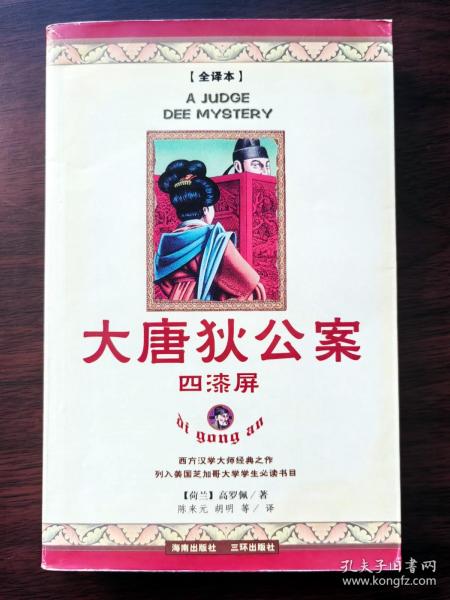 【全译本】
A JUDGE
DEE MYSTERY
大唐狄公案
四漆屏
di gong an
西方汉学大师经典之作
列入美国芝加哥大学学生必读书目
【荷兰】高罗佩/著
陈来元 胡明 等/译
海南出版社 三环出版社
孔夫子旧书网
www.kongfz.com